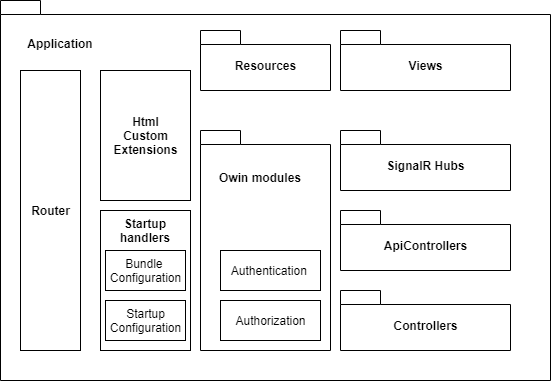 Application
Router
Html
Custom
Extensions
Startup
handlers
Bundle
Configuration
Startup
Configuration
Resources
Owin modules
Authentication
Authorization
Views
SignalR Hubs
ApiControllers
Controllers